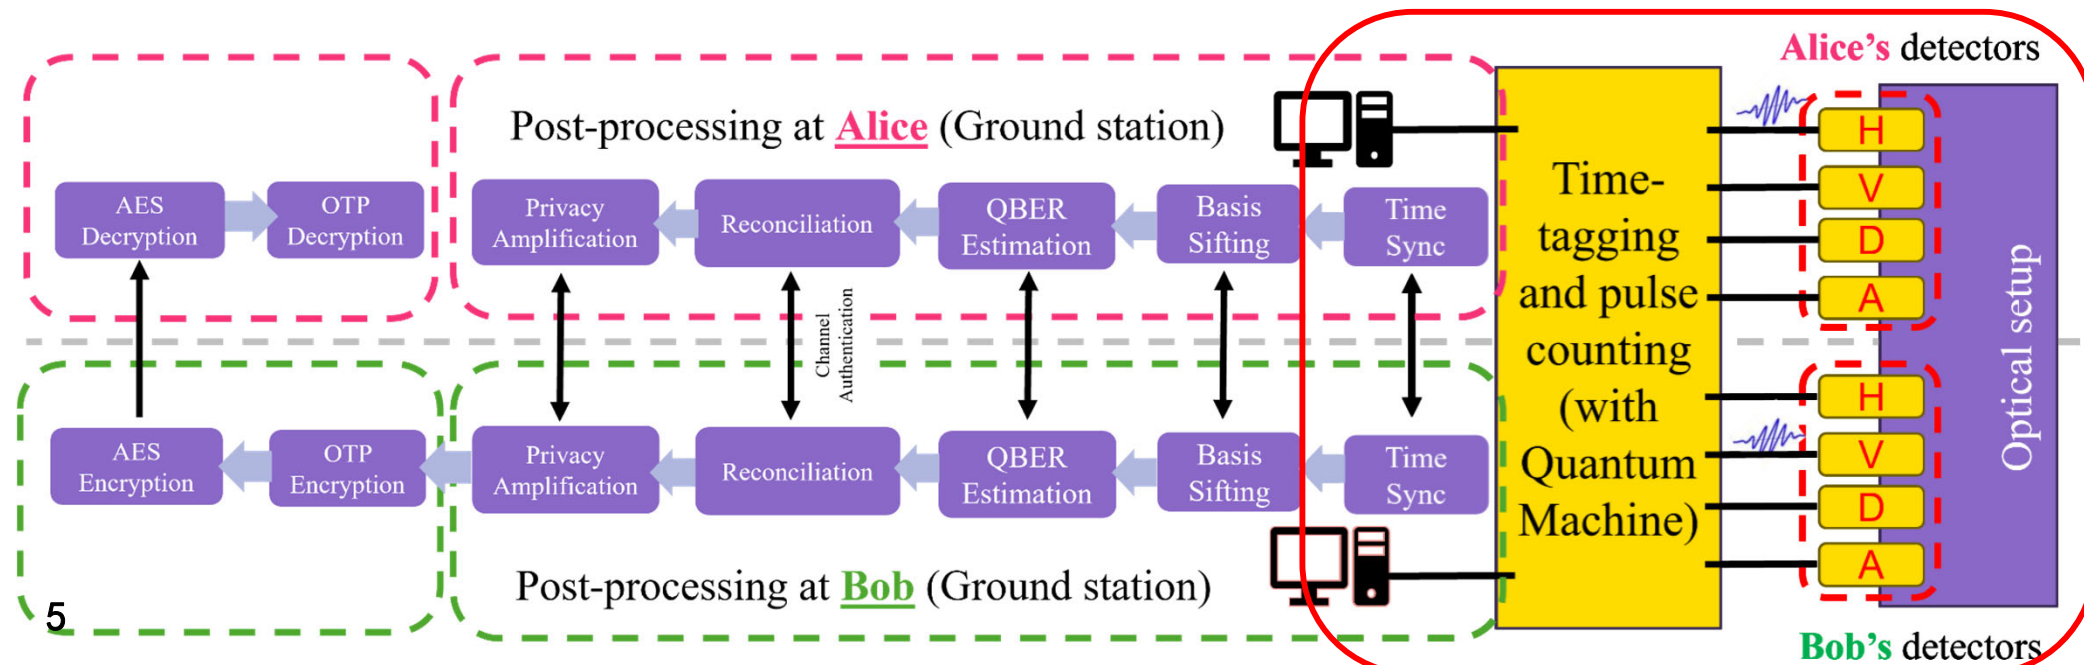 Alice's detectors
Post-processing at Alice (Ground station)
AES
Decryption
OTP
Decryption
Privacy
Amplification
Reconciliation
QBER
Estimation
Basis
Sifting
Time
Sync
Channel
Authentication
AES
Encryption
OTP
Encryption
Privacy
Amplification
Reconciliation
QBER
Estimation
Basis
Sifting
Time
Sync
Post-processing at Bob (Ground station)
5
Time-
tagging
and pulse
counting
(with
Quantum
Machine)
H
V
D
A
H
V
D
A
Optical setup
Bob's detectors